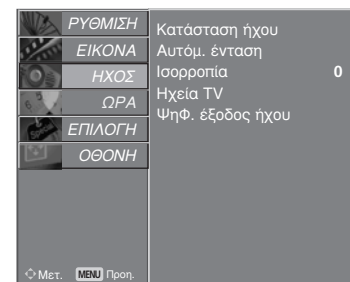 ΡΥΘΜΙΣΗ
ΕΙΚΟΝΑ
ΗΧΟΣ
ΩΡΑ
ΕΠΙΛΟΓΗ
ΟΘΟΝΗ
Κατάσταση ήχου
Αυτόμ. ένταση
Ισορροπία 0
Ηχεία TV
ΨηΦ. έξοδος ήχου
Μετ. MENU Προη.